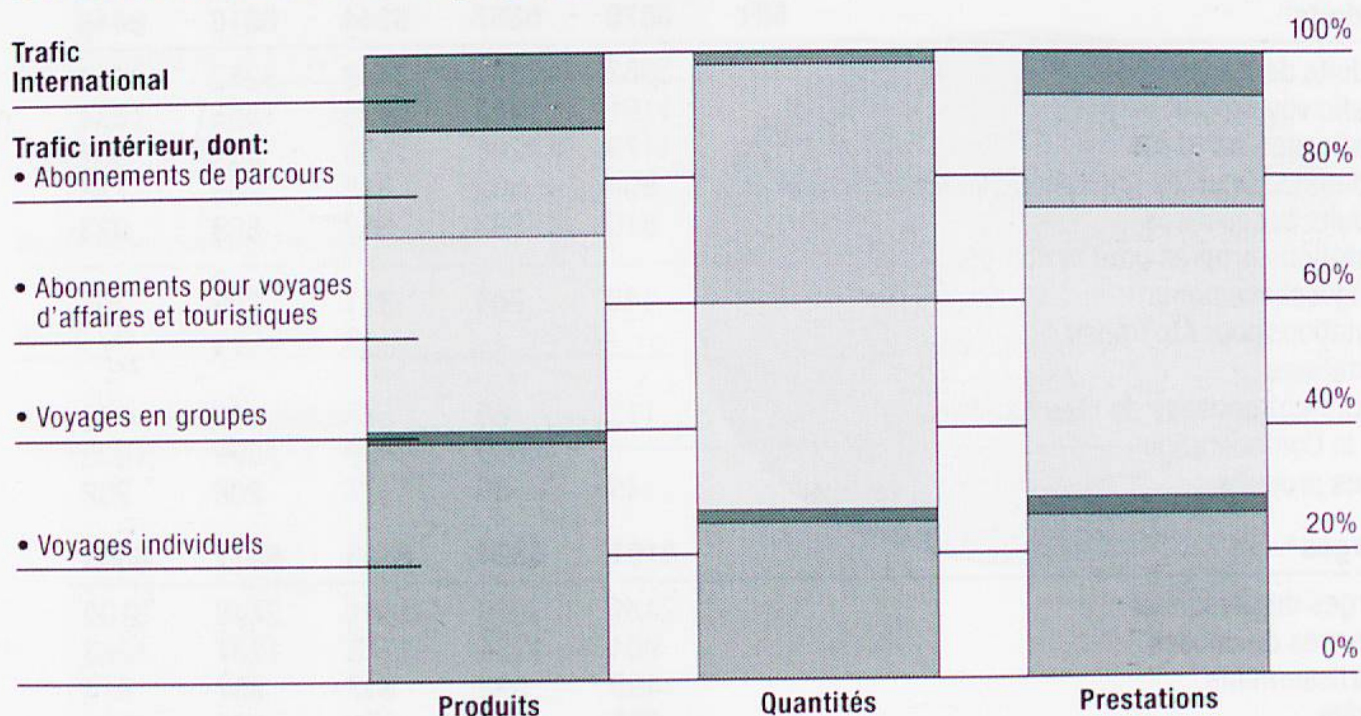 Trafic
International
Trafic intérieur, dont:
• Abonnements de parcours
• Abonnements pour voyages
d'affaires et touristiques
• Voyages en groupes
• Voyages individuels
100%
80%
60%
40%
20%
0%
Produits
Quantités
Prestations